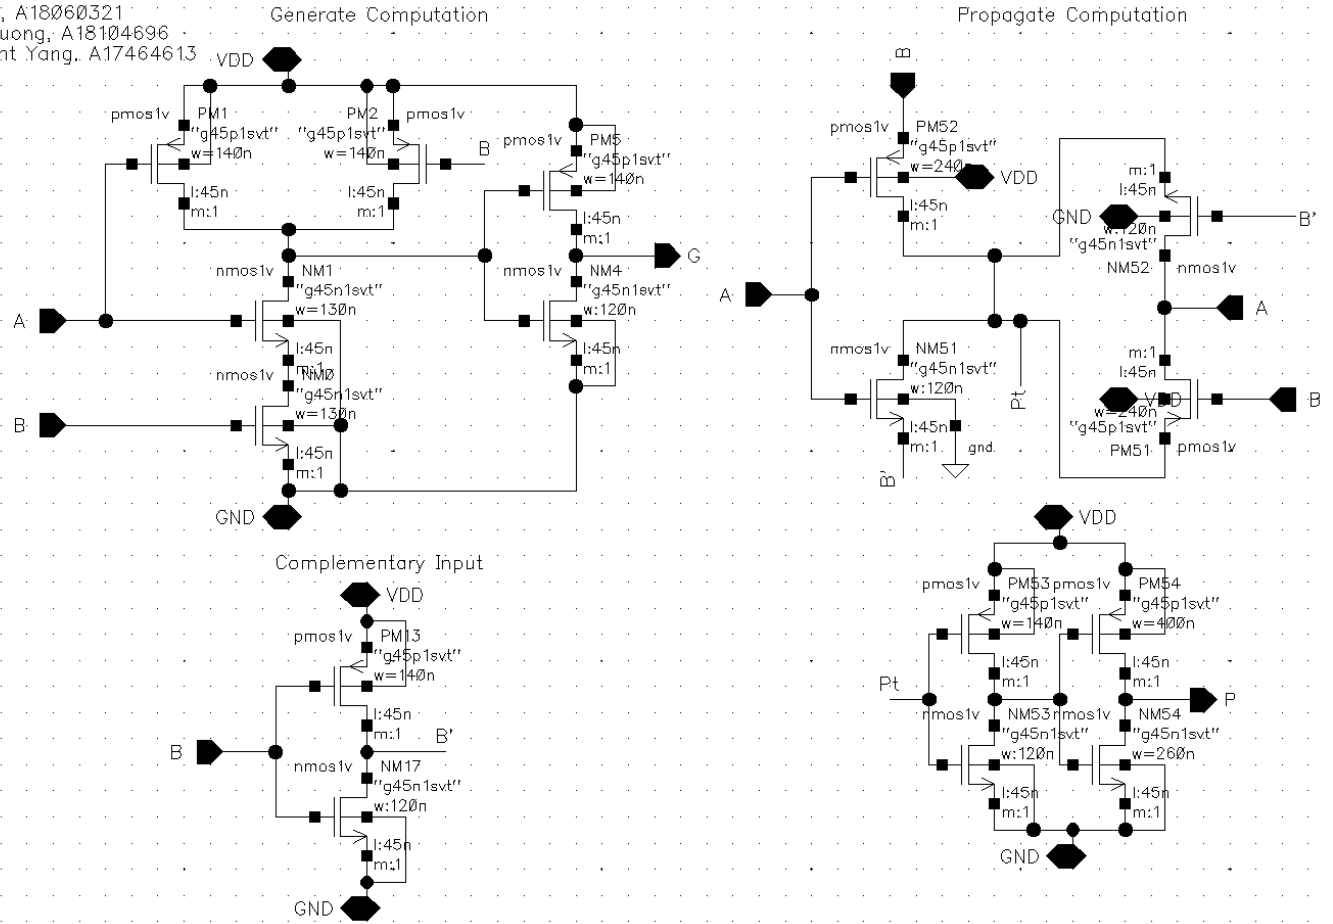 , A18060321
uong, A18104696
nt Yang, A17464613
Generate Computation
VDD
pmos1v
PM1
"g45p1svt"
w=140n
l:45n
m:1
PM2
pmos1v
"g45p1svt"
w=140n
l:45n
m:1
B
pmos1v
PM5
"g45p1svt"
w=140n
l:45n
m:1
nmos1v
NM1
"g45n1svt"
w=130n
l:45n
m:1
nmos1v
NM4
"g45n1svt"
w:120n
l:45n
m:1
G
A
nmos1v
NM0
"g45n1svt"
w=130n
l:45n
m:1
B
GND
Propagate Computation
B
pmos1v
PM52
"g45p1svt"
w=240n
VDD
l:45n
m:1
m:1
l:45n
GND
w:120n
"g45n1svt"
NM52
nmos1v
B'
A
A
nmos1v
NM51
"g45n1svt"
w:120n
l:45n
m:1
gnd
B'
Pt
m:1
l:45n
VDD
w=240n
"g45p1svt"
PM51
pmos1v
B
Complementary Input
VDD
pmos1v
PM13
"g45p1svt"
w=140n
l:45n
m:1
B
B'
nmos1v
NM17
"g45n1svt"
w:120n
l:45n
m:1
GND
VDD
pmos1v
PM53
"g45p1svt"
w=140n
l:45n
m:1
pmos1v
PM54
"g45p1svt"
w=400n
l:45n
m:1
Pt
P
nmos1v
NM53
"g45n1svt"
w:120n
l:45n
m:1
nmos1v
NM54
"g45n1svt"
w=260n
l:45n
m:1
GND